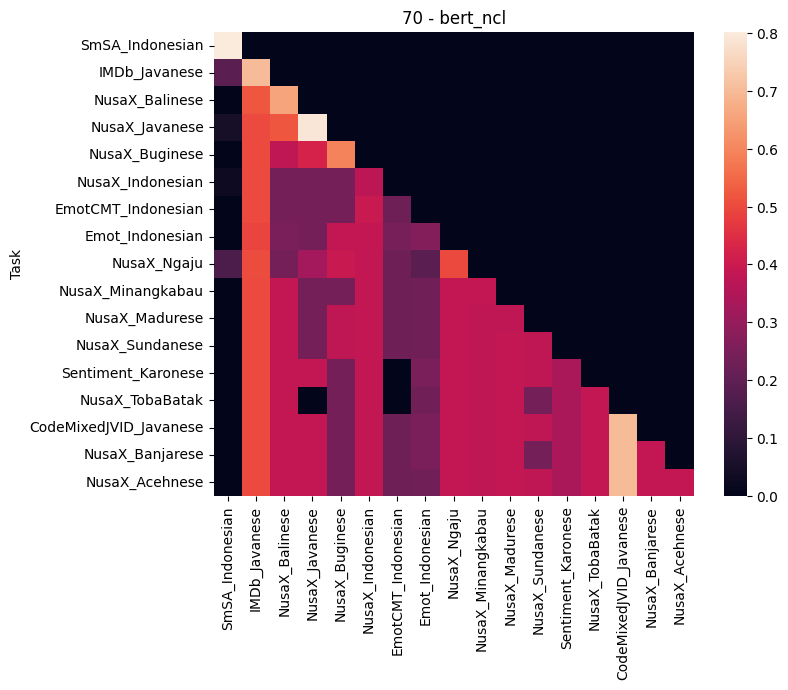 70 - bert_ncl
Task
SmSA_Indonesian
IMDb_Javanese
NusaX_Balinese
NusaX_Javanese
NusaX_Buginese
NusaX_Indonesian
EmotCMT_Indonesian
Emot_Indonesian
NusaX_Ngaju
NusaX_Minangkabau
NusaX_Madurese
NusaX_Sundanese
Sentiment_Karonese
NusaX_TobaBatak
CodeMixedJVID_Javanese
NusaX_Banjarese
NusaX_Acehnese
SmSA_Indonesian
IMDb_Javanese
NusaX_Balinese
NusaX_Javanese
NusaX_Buginese
NusaX_Indonesian
EmotCMT_Indonesian
Emot_Indonesian
NusaX_Ngaju
NusaX_Minangkabau
NusaX_Madurese
NusaX_Sundanese
Sentiment_Karonese
NusaX_TobaBatak
CodeMixedJVID_Javanese
NusaX_Banjarese
NusaX_Acehnese
0.8
0.7
0.6
0.5
0.4
0.3
0.2
0.1
0.0